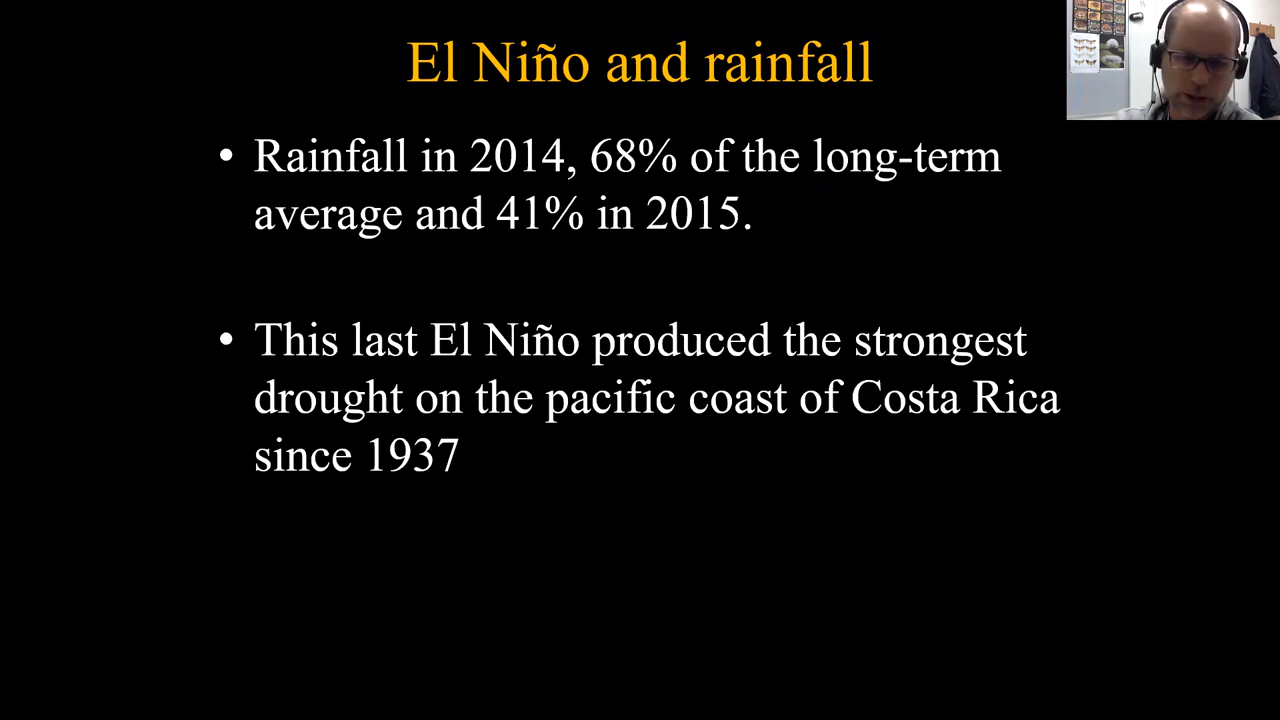 El Niño and rainfall
• Rainfall in 2014, 68% of the long-term
average and 41% in 2015.
• This last El Niño produced the strongest
drought on the pacific coast of Costa Rica
since 1937